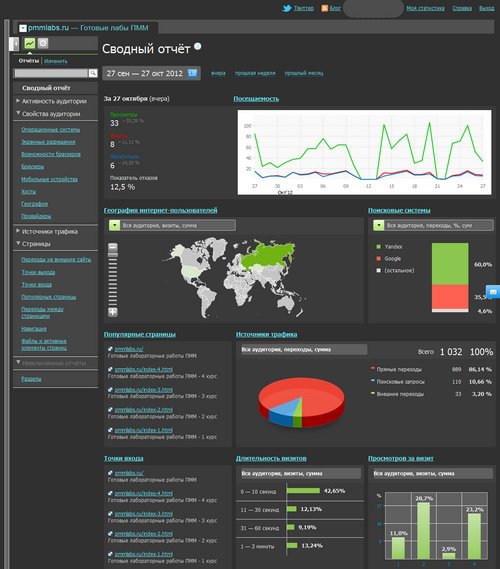 Твиттер
Блог
Моя статистика
Справка
Выход
pmmlabs.ru — Готовые лабы ПММ
Отчёты
Изменить
Сводный отчёт
27 сен — 27 окт 2012
вчера
прошлая неделя
прошлый месяц
Сводный отчёт
Активность аудитории
Свойства аудитории
Операционные системы
Экранные разрешения
Возможности браузеров
Браузеры
Мобильные устройства
Хосты
География
Провайдеры
Источники трафика
Страницы
Переходы на внешние сайты
Точки выхода
Точки входа
Популярные страницы
Переходы между
страницами
Навигация
Файлы и активные
элементы страниц
Неключённые отчёты
Разделы
За 27 октября (вчера)
Просмотры
33
Визиты
8
Посетители
6
Показатель отказов
12,5 %
Посещаемость
100
80
60
40
20
0
27
30
03
06
09
12
15
18
21
24
27
Окт'12
География интернет-пользователей
Вся аудитория, визиты, сумма
Поисковые системы
Вся аудитория, переходы, %, сумг
Yandex
Google
(остальное)
60,0%
35,5%
4,6%
Популярные страницы
pmmlabs.ru/
Готовые лабораторные работы ПММ
pmmlabs.ru/index-4.html
Готовые лабораторные работы ПММ - 4 курс
pmmlabs.ru/index-3.html
Готовые лабораторные работы ПММ - 3 курс
pmmlabs.ru/index-2.html
Готовые лабораторные работы ПММ - 2 курс
pmmlabs.ru/index-1.html
Готовые лабораторные работы ПММ - 1 курс
Источники трафика
Вся аудитория, переходы, сумма
Всего 1 032 100%
Прямые переходы 889 86,14 %
Поисковые запросы 110 10,66 %
Внешние переходы 33 3,20 %
Точки входа
pmmlabs.ru/
Готовые лабораторные работы ПММ
pmmlabs.ru/index-4.html
Готовые лабораторные работы ПММ - 4 курс
pmmlabs.ru/index-3.html
Готовые лабораторные работы ПММ - 3 курс
pmmlabs.ru/index-2.html
Готовые лабораторные работы ПММ - 2 курс
pmmlabs.ru/index-1.html
Готовые лабораторные работы ПММ - 1 курс
Длительность визитов
Вся аудитория, визиты, сумма
0 — 10 секунд 42,65%
11 — 30 секунд 12,13%
31 — 60 секунд 9,19%
1 — 3 минуты 13,24%
Просмотров за визит
Вся аудитория, визиты, сумма
%
11,0%
28,7%
2,9%
23,2%
1
2
3
4